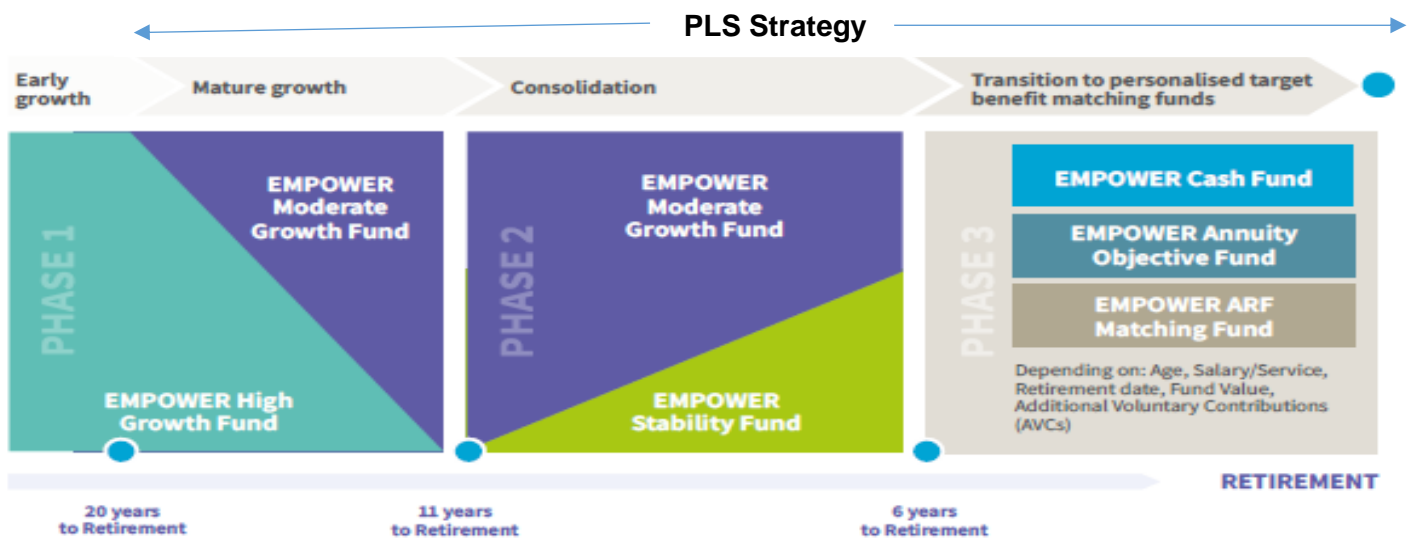 PLS Strategy
Early
growth
Mature growth
Consolidation
Transition to personalised target
benefit matching funds
PHASE 1
EMPOWER
Moderate
Growth Fund
EMPOWER High
Growth Fund
PHASE 2
EMPOWER
Moderate
Growth Fund
EMPOWER
Stability Fund
PHASE 3
EMPOWER Cash Fund
EMPOWER Annuity
Objective Fund
EMPOWER ARF
Matching Fund
Depending on: Age, Salary/Service,
Retirement date, Fund Value,
Additional Voluntary Contributions
(AVCs)
RETIREMENT
20 years
to Retirement
11 years
to Retirement
6 years
to Retirement